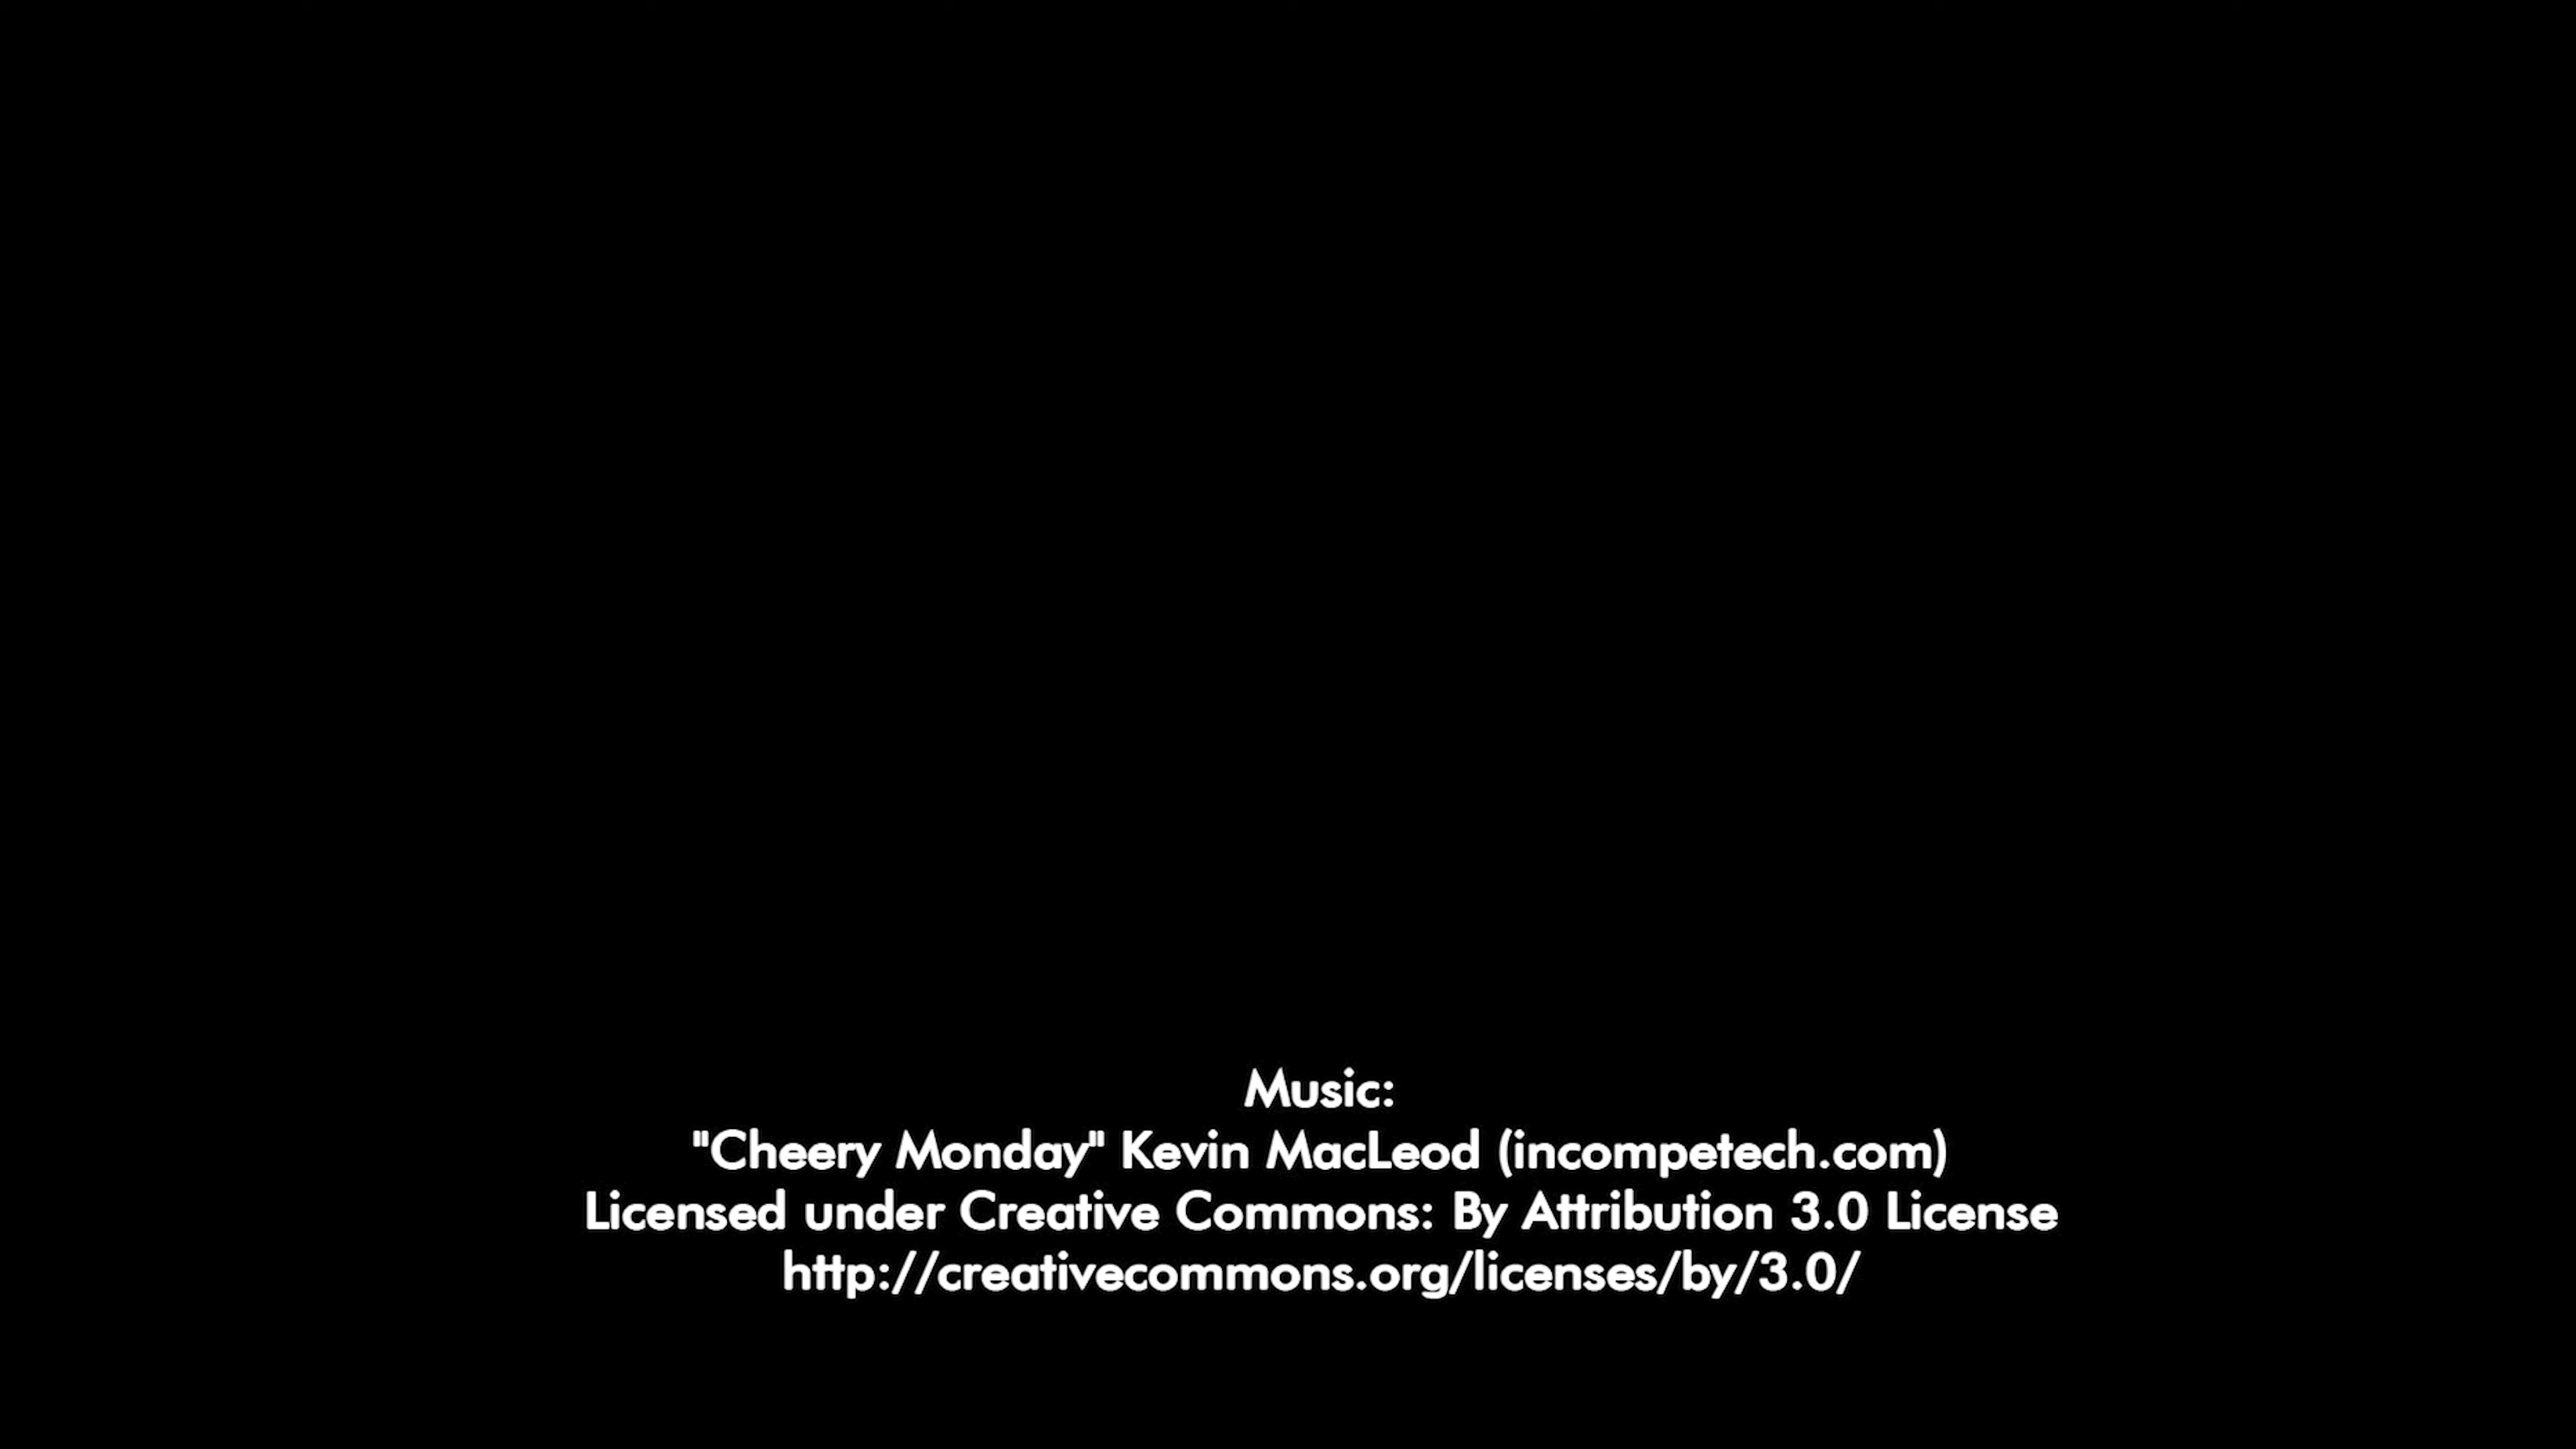 Music:
"Cheery Monday" Kevin MacLeod (incompetech.com)
Licensed under Creative Commons: By Attribution 3.0 License
http://creativecommons.org/licenses/by/3.0/